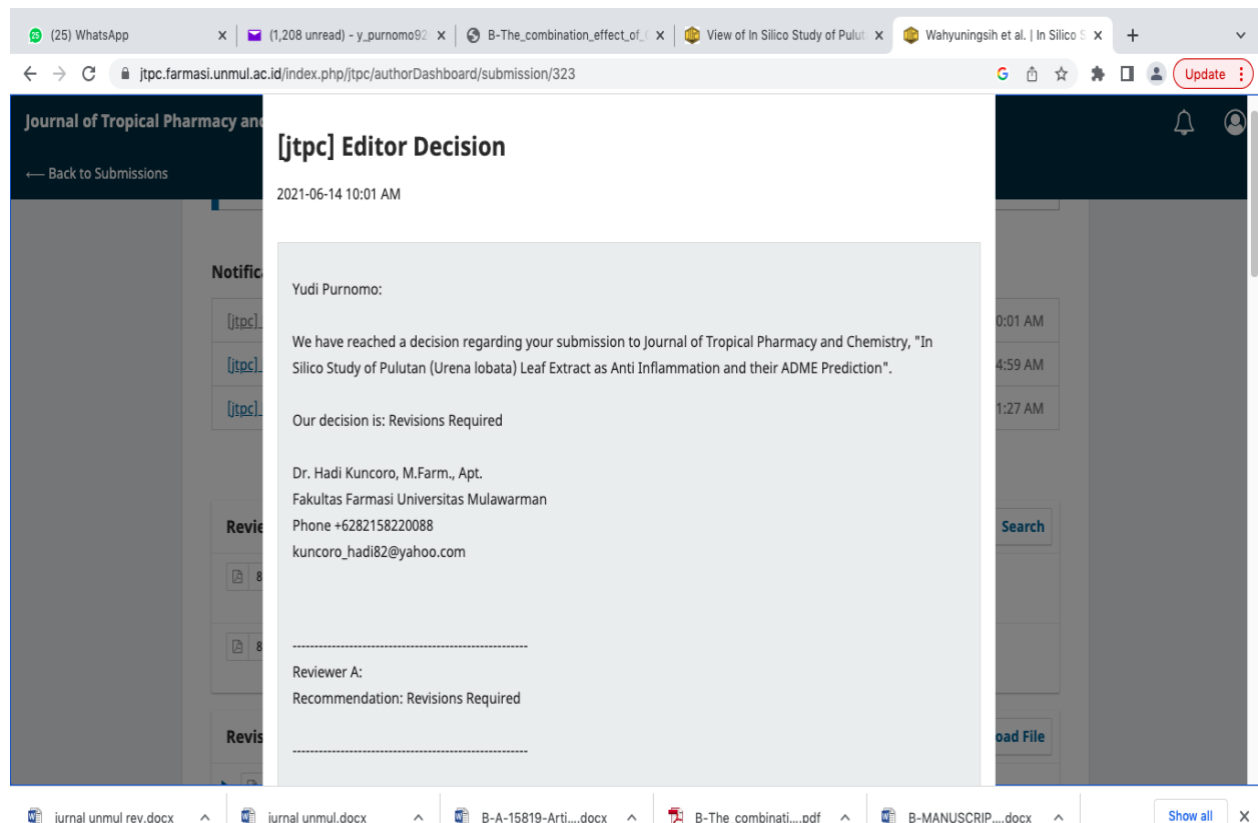 (25) WhatsApp
(1,208 unread) - y_purnomo92
B-The_combination_effect_of_
View of In Silico Study of Pulut
Wahyuningsih et al. | In Silico S
jtpc.farmasi.unmul.ac.id/index.php/jtpc/authorDashboard/submission/323
Update
Journal of Tropical Pharmacy and
← Back to Submissions
[jtpc] Editor Decision
2021-06-14 10:01 AM
Notific
[jtpc]
0:01 AM
[jtpc]
4:59 AM
[jtpc]
1:27 AM
Yudi Purnomo:
We have reached a decision regarding your submission to Journal of Tropical Pharmacy and Chemistry, "In
Silico Study of Pulutan (Urena lobata) Leaf Extract as Anti Inflammation and their ADME Prediction".
Our decision is: Revisions Required
Dr. Hadi Kuncoro, M.Farm., Apt.
Fakultas Farmasi Universitas Mulawarman
Phone +6282158220088
kuncoro_hadi82@yahoo.com
Revie
Search
8
8
------------------------------------------------------
Reviewer A:
Recommendation: Revisions Required
------------------------------------------------------
Revis
oad File
jurnal unmul rev.docx
jurnal unmul.docx
B-A-15819-Arti....docx
B-The_combinati....pdf
B-MANUSCRIP....docx
Show all